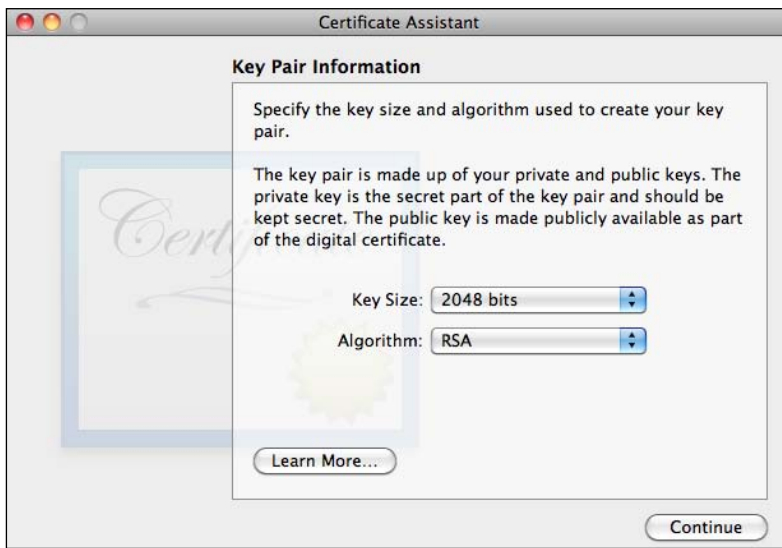 Certificate Assistant
Key Pair Information
Specify the key size and algorithm used to create your key
pair.
The key pair is made up of your private and public keys. The
private key is the secret part of the key pair and should be
kept secret. The public key is made publicly available as part
of the digital certificate.
Certificate
Key Size: 2048 bits
Algorithm: RSA
Learn More...
Continue